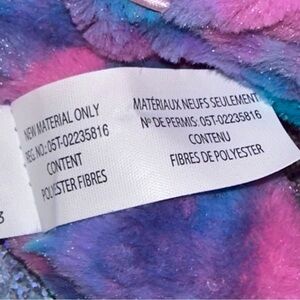 NEW MATERIAL ONLY
REG. NO.: 05T-02235816
CONTENT
POLYESTER FIBRES
MATÉRIAUX NEUFS SEULEMENT
Nº DE PERMIS: 05T-02235816
CONTENU
FIBRES DE POLYESTER
3